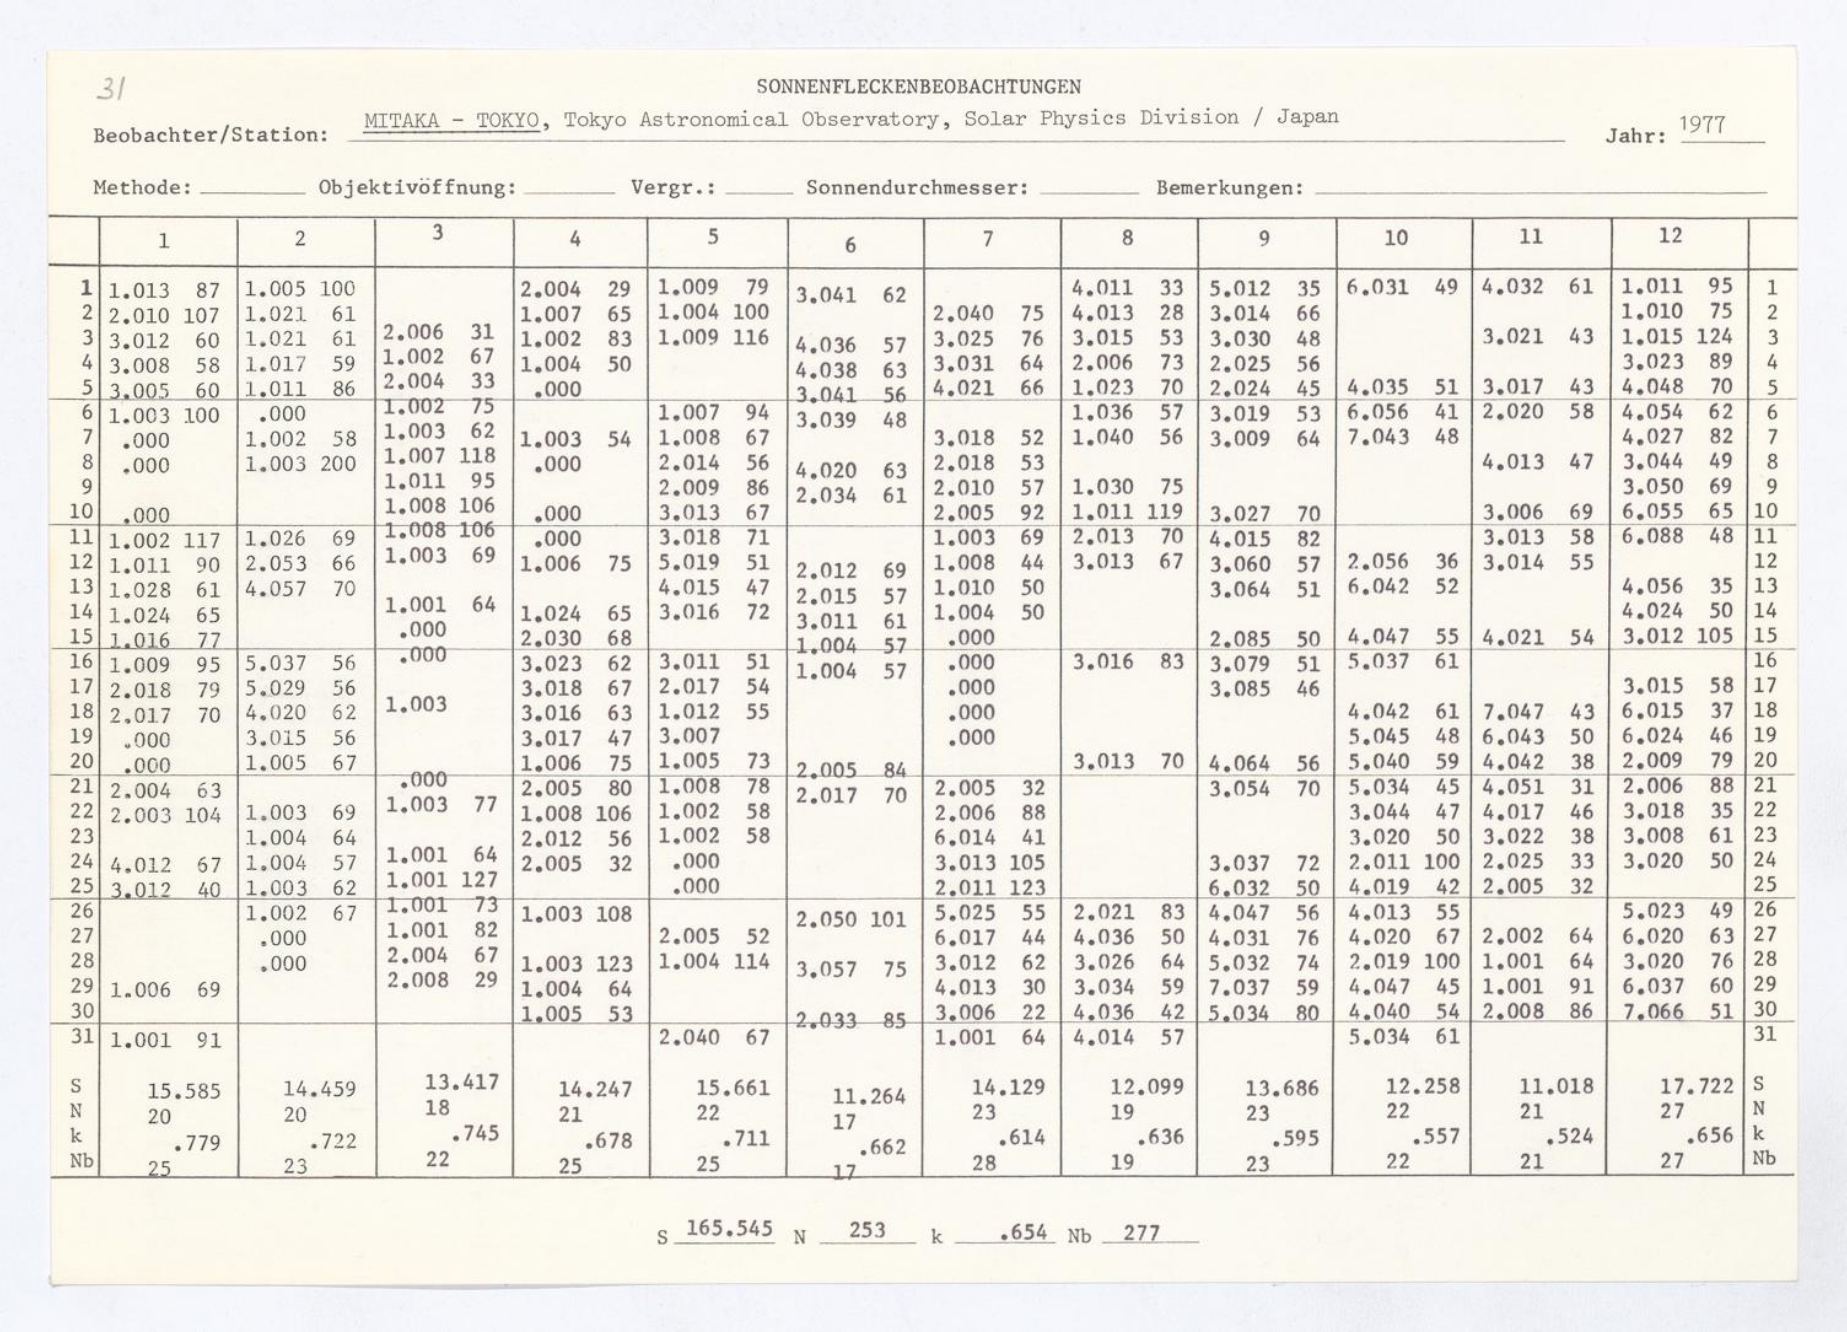 31
SONNENFLECKENBEOBACHTUNGEN
Beobachter/Station: MITAKA - TOKYO, Tokyo Astronomical Observatory, Solar Physics Division / Japan Jahr: 1977
Methode: Objektivöffnung: Vergr.: Sonnendurchmesser: Bemerkungen:
1 2 3 4 5 6 7 8 9 10 11 12
1 1.013 87 1.005 100 2.004 29 1.009 79 3.041 62 4.011 33 5.012 35 6.031 49 4.032 61 1.011 95 1
2 2.010 107 1.021 61 1.007 65 1.004 100 2.040 75 4.013 28 3.014 66 1.010 75 2
3 3.012 60 1.021 61 2.006 31 1.002 83 1.009 116 4.036 57 3.025 76 3.015 53 3.030 48 3.021 43 1.015 124 3
4 3.008 58 1.017 59 1.002 67 1.004 50 4.038 63 3.031 64 2.006 73 2.025 56 3.023 89 4
5 3.005 60 1.011 86 2.004 33 .000 3.041 56 4.021 66 1.023 70 2.024 45 4.035 51 3.017 43 4.048 70 5
6 1.003 100 .000 1.002 75 1.007 94 3.039 48 1.036 57 3.019 53 6.056 41 2.020 58 4.054 62 6
7 .000 1.002 58 1.003 62 1.003 54 1.008 67 3.018 52 1.040 56 3.009 64 7.043 48 4.027 82 7
8 .000 1.003 200 1.007 118 .000 2.014 56 4.020 63 2.018 53 4.013 47 3.044 49 8
9 1.011 95 2.009 86 2.034 61 2.010 57 1.030 75 3.050 69 9
10 .000 1.008 106 .000 3.013 67 2.005 92 1.011 119 3.027 70 3.006 69 6.055 65 10
11 1.002 117 1.026 69 1.008 106 .000 3.018 71 1.003 69 2.013 70 4.015 82 3.013 58 6.088 48 11
12 1.011 90 2.053 66 1.003 69 1.006 75 5.019 51 2.012 69 1.008 44 3.013 67 3.060 57 2.056 36 3.014 55 12
13 1.028 61 4.057 70 4.015 47 2.015 57 1.010 50 3.064 51 6.042 52 4.056 35 13
14 1.024 65 1.001 64 1.024 65 3.016 72 3.011 61 1.004 50 4.024 50 14
15 1.016 77 .000 2.030 68 1.004 57 .000 2.085 50 4.047 55 4.021 54 3.012 105 15
16 1.009 95 5.037 56 .000 3.023 62 3.011 51 1.004 57 .000 3.016 83 3.079 51 5.037 61 16
17 2.018 79 5.029 56 3.018 67 2.017 54 .000 3.085 46 3.015 58 17
18 2.017 70 4.020 62 1.003 3.016 63 1.012 55 .000 4.042 61 7.047 43 6.015 37 18
19 .000 3.015 56 3.017 47 3.007 .000 5.045 48 6.043 50 6.024 46 19
20 .000 1.005 67 1.006 75 1.005 73 2.005 84 3.013 70 4.064 56 5.040 59 4.042 38 2.009 79 20
21 2.004 63 .000 2.005 80 1.008 78 2.017 70 2.005 32 3.054 70 5.034 45 4.051 31 2.006 88 21
22 2.003 104 1.003 69 1.003 77 1.008 106 1.002 58 2.006 88 3.044 47 4.017 46 3.018 35 22
23 1.004 64 2.012 56 1.002 58 6.014 41 3.020 50 3.022 38 3.008 61 23
24 4.012 67 1.004 57 1.001 64 2.005 32 .000 3.013 105 3.037 72 2.011 100 2.025 33 3.020 50 24
25 3.012 40 1.003 62 1.001 127 .000 2.011 123 6.032 50 4.019 42 2.005 32 25
26 1.002 67 1.001 73 1.003 108 2.050 101 5.025 55 2.021 83 4.047 56 4.013 55 5.023 49 26
27 .000 1.001 82 2.005 52 6.017 44 4.036 50 4.031 76 4.020 67 2.002 64 6.020 63 27
28 .000 2.004 67 1.003 123 1.004 114 3.057 75 3.012 62 3.026 64 5.032 74 2.019 100 1.001 64 3.020 76 28
29 1.006 69 2.008 29 1.004 64 4.013 30 3.034 59 7.037 59 4.047 45 1.001 91 6.037 60 29
30 1.005 53 2.033 85 3.006 22 4.036 42 5.034 80 4.040 54 2.008 86 7.066 51 30
31 1.001 91 2.040 67 1.001 64 4.014 57 5.034 61 31
S 15.585 14.459 13.417 14.247 15.661 11.264 14.129 12.099 13.686 12.258 11.018 17.722 S
N 20 20 18 21 22 17 23 19 23 22 21 27 N
k .779 .722 .745 .678 .711 .662 .614 .636 .595 .557 .524 .656 k
Nb 25 23 22 25 25 17 28 19 23 22 21 27 Nb
S 165.545 N 253 k .654 Nb 277